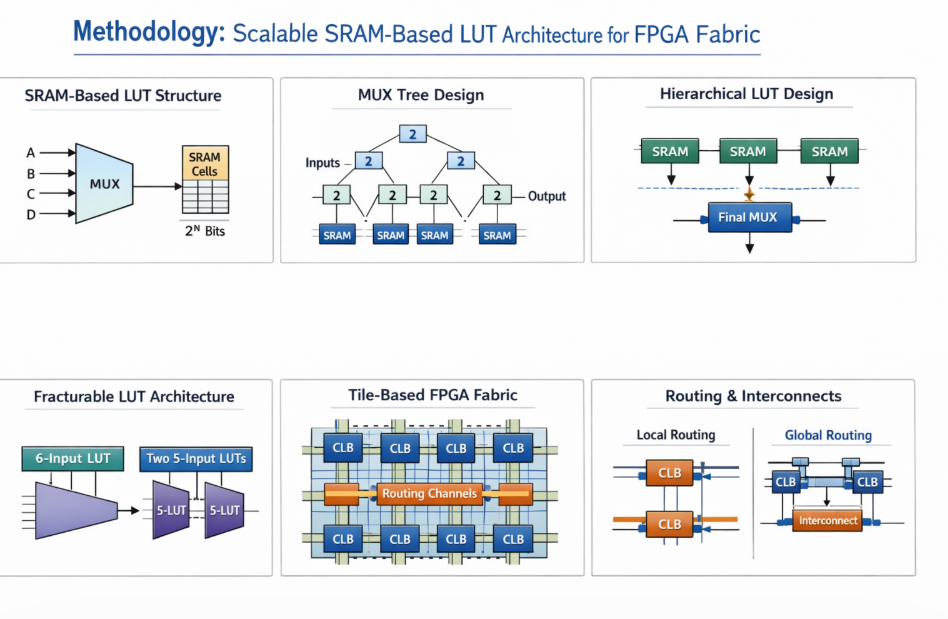 Methodology: Scalable SRAM-Based LUT Architecture for FPGA Fabric
SRAM-Based LUT Structure
A
B
C
D
MUX
SRAM
Cells
2ᴺ Bits
MUX Tree Design
2
Inputs
2
2
2
2
2
2
Output
SRAM
SRAM
SRAM
SRAM
Hierarchical LUT Design
SRAM
SRAM
SRAM
Final MUX
Fracturable LUT Architecture
6-Input LUT
Two 5-Input LUTs
5-LUT
5-LUT
Tile-Based FPGA Fabric
CLB
CLB
CLB
CLB
Routing Channels
CLB
CLB
CLB
CLB
Routing & Interconnects
Local Routing
CLB
CLB
Global Routing
CLB
CLB
Interconnect